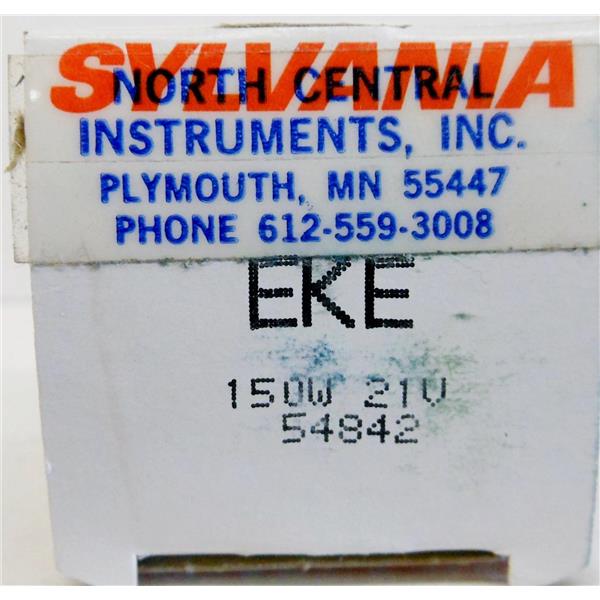 SYLVANIA
NORTH CENTRAL
INSTRUMENTS, INC.
PLYMOUTH, MN 55447
PHONE 612-559-3008
EKE
150W 21V
54842